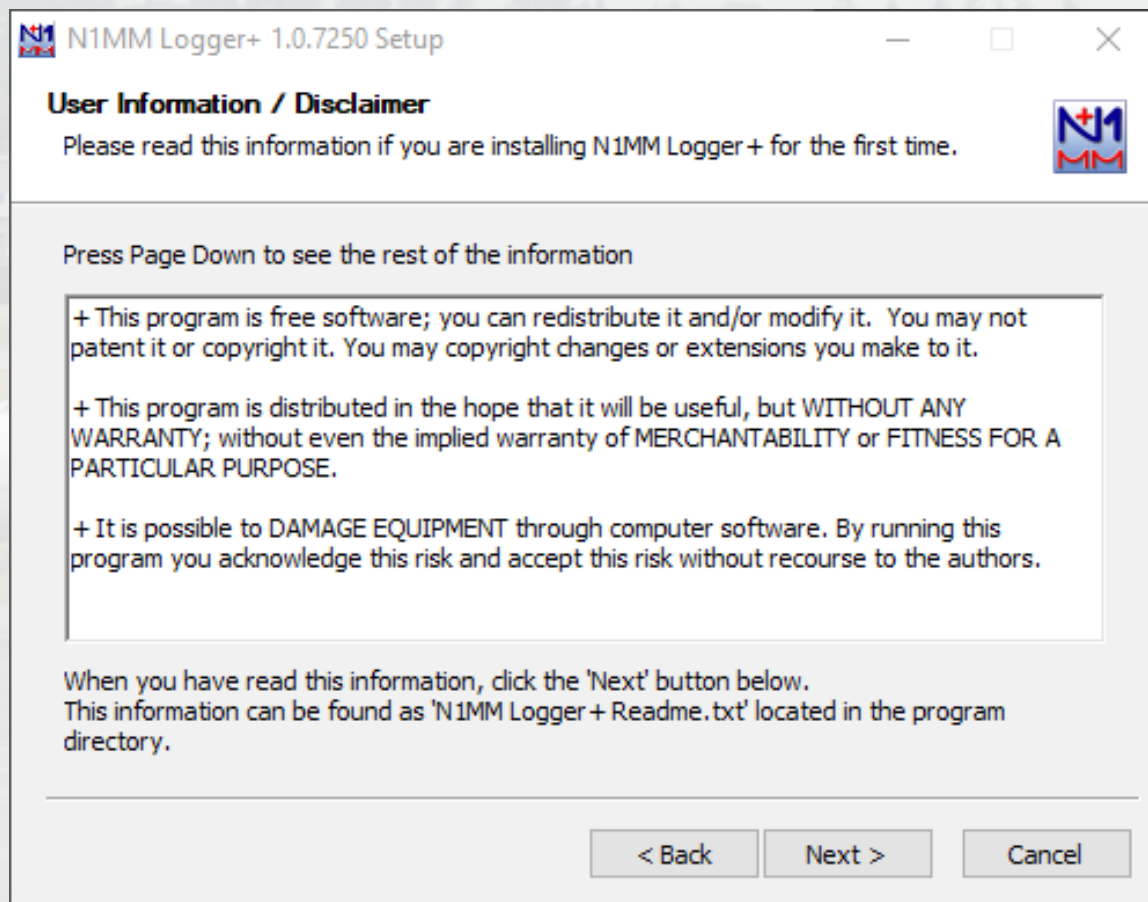 N1MM Logger+ 1.0.7250 Setup
User Information / Disclaimer
Please read this information if you are installing N1MM Logger+ for the first time.
N+1
MM
Press Page Down to see the rest of the information
+ This program is free software; you can redistribute it and/or modify it.  You may not
patent it or copyright it. You may copyright changes or extensions you make to it.
+ This program is distributed in the hope that it will be useful, but WITHOUT ANY
WARRANTY; without even the implied warranty of MERCHANTABILITY or FITNESS FOR A
PARTICULAR PURPOSE.
+ It is possible to DAMAGE EQUIPMENT through computer software. By running this
program you acknowledge this risk and accept this risk without recourse to the authors.
When you have read this information, click the 'Next' button below.
This information can be found as 'N1MM Logger+ Readme.txt' located in the program
directory.
< Back
Next >
Cancel